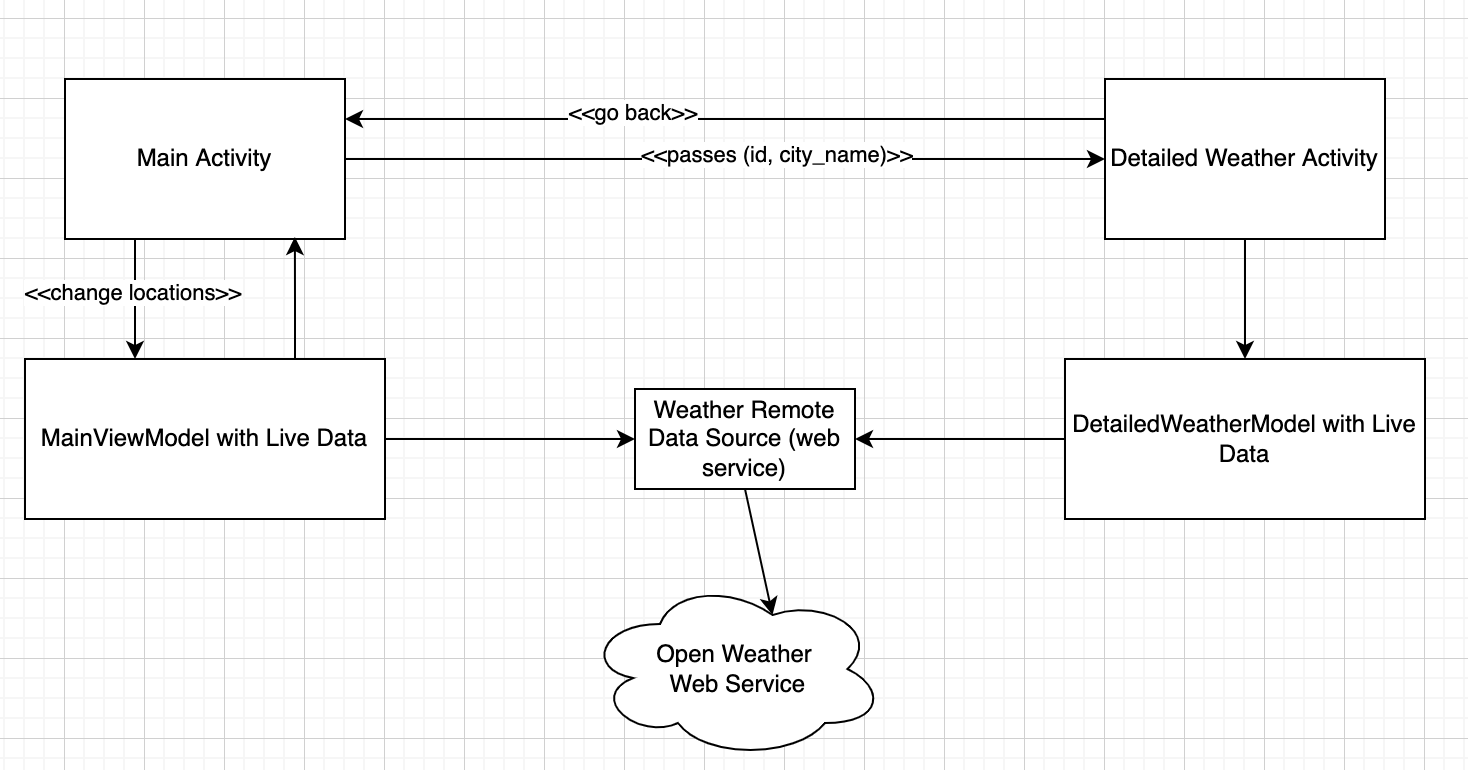 <<go back>>
Main Activity
<<passes (id, city_name)>>
Detailed Weather Activity
<<change locations>>
MainViewModel with Live Data
Weather Remote
Data Source (web
service)
DetailedWeatherModel with Live
Data
Open Weather
Web Service